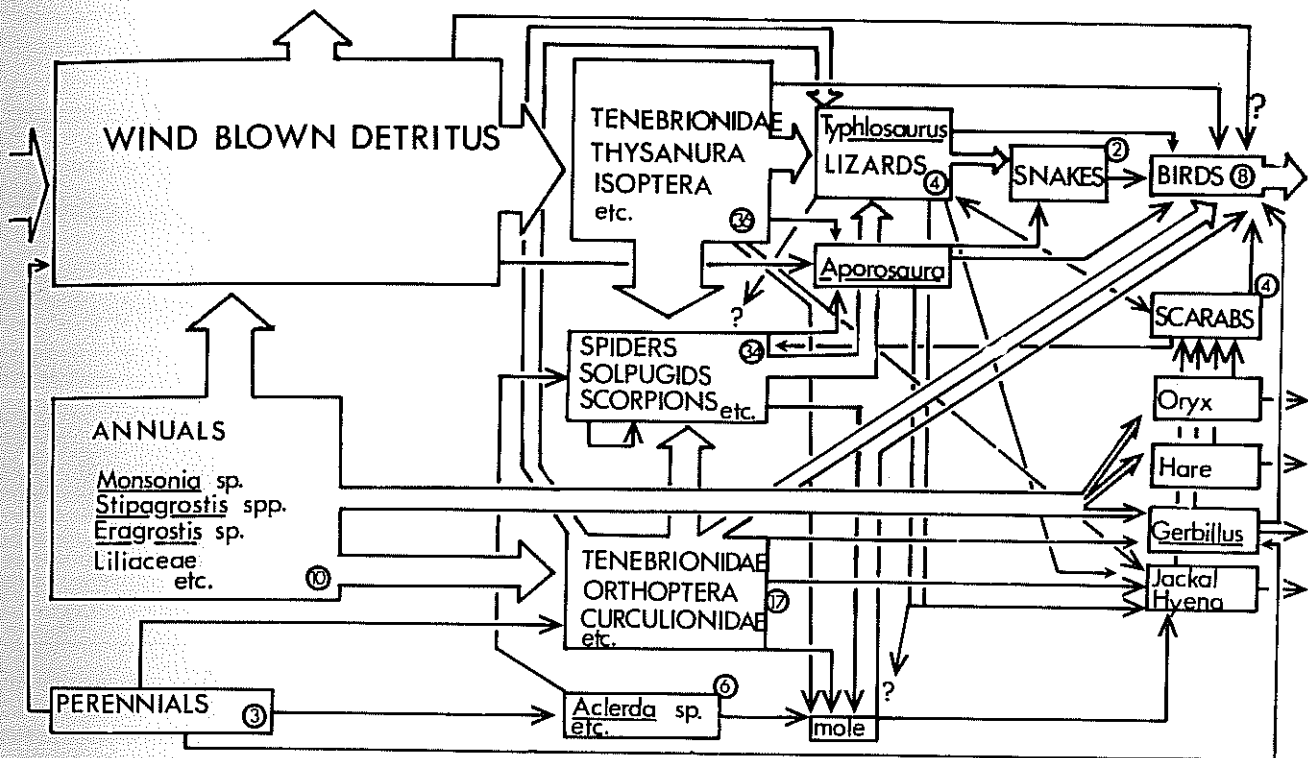 WIND BLOWN DETRITUS
TENEBRIONIDAE
THYSANURA
ISOPTERA
etc.
36
Typhlosaurus
LIZARDS
4
SNAKES
2
BIRDS 8
?
Aporosaura
?
SCARABS
4
SPIDERS
SOLPUGIDS
SCORPIONS etc.
34
Oryx
Hare
Gerbillus
Jackal
Hyena
ANNUALS
Monsonia sp.
Stipagrostis spp.
Eragrostis sp.
Liliaceae
etc.
10
TENEBRIONIDAE
ORTHOPTERA
CURCULIONIDAE
etc.
17
PERENNIALS
3
Aclerda sp.
etc.
6
mole
?